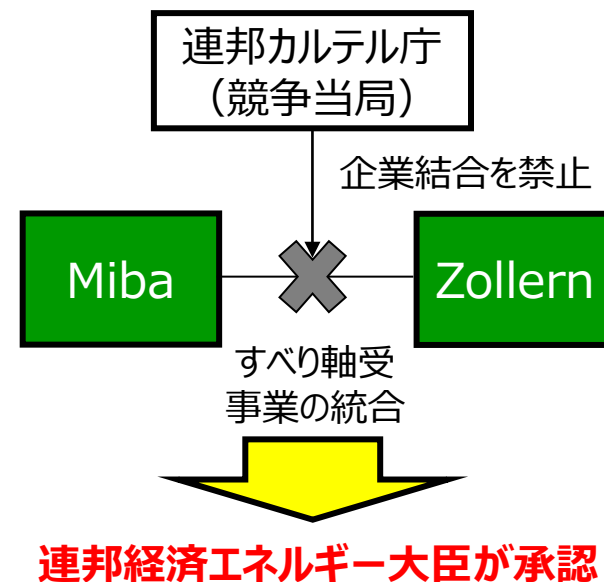 連邦カルテル庁
（競争当局）
企業結合を禁止
Miba
Zollern
すべり軸受
事業の統合
連邦経済エネルギー大臣が承認